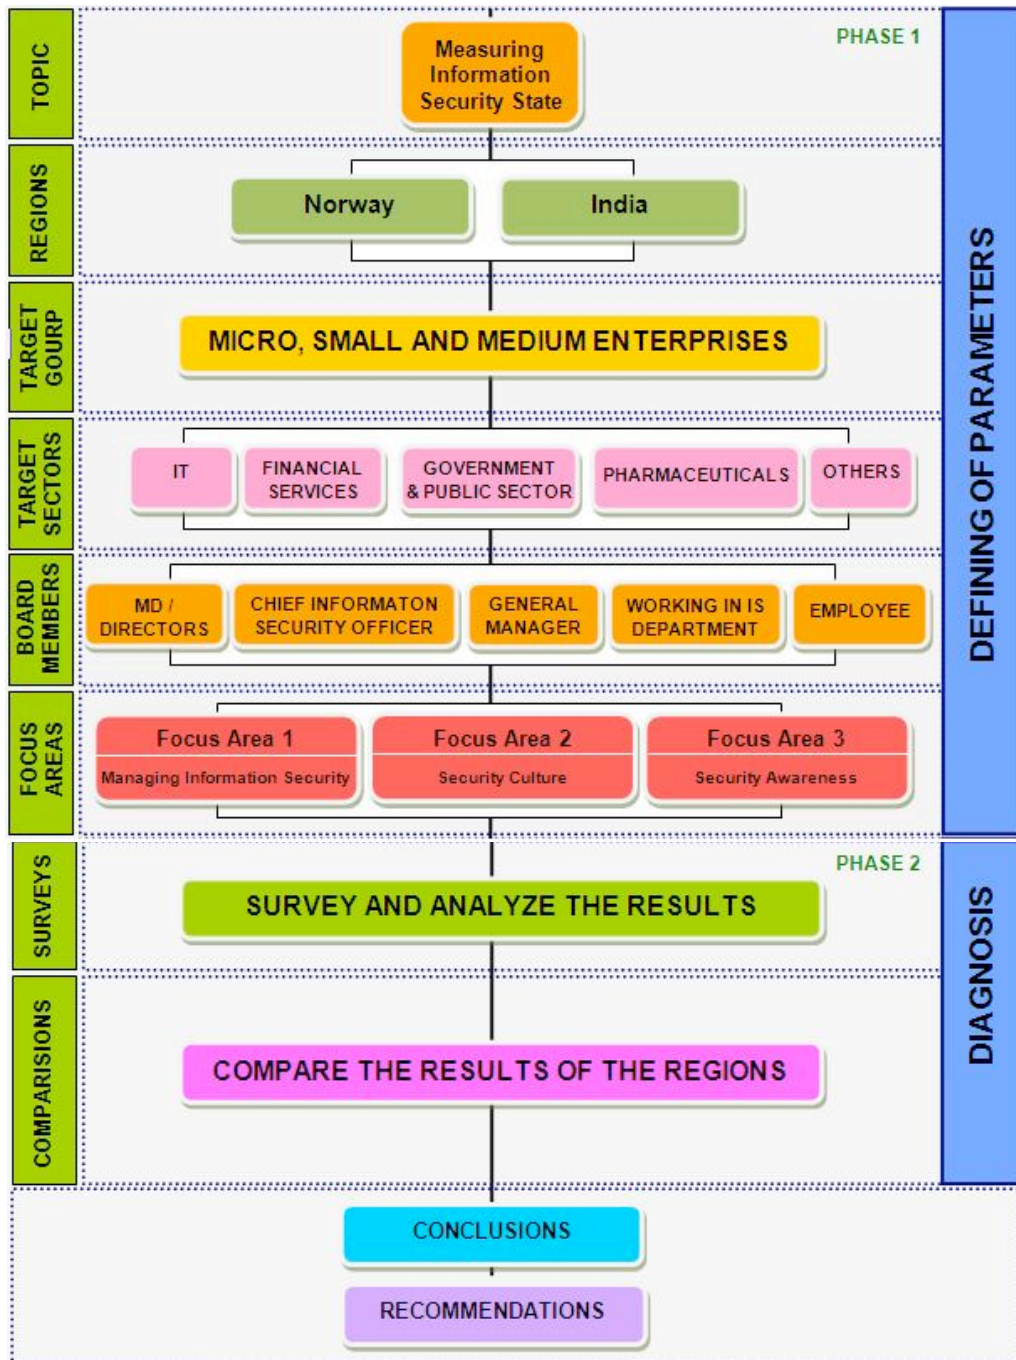 PHASE 1
TOPIC
Measuring
Information
Security State
REGIONS
Norway
India
TARGET
GOURP
MICRO, SMALL AND MEDIUM ENTERPRISES
TARGET
SECTORS
IT
FINANCIAL
SERVICES
GOVERNMENT
& PUBLIC SECTOR
PHARMACEUTICALS
OTHERS
BOARD
MEMBERS
MD /
DIRECTORS
CHIEF INFORMATON
SECURITY OFFICER
GENERAL
MANAGER
WORKING IN IS
DEPARTMENT
EMPLOYEE
FOCUS
AREAS
Focus Area 1
Managing Information Security
Focus Area 2
Security Culture
Focus Area 3
Security Awareness
DEFINING OF PARAMETERS
PHASE 2
SURVEYS
SURVEY AND ANALYZE THE RESULTS
COMPARISIONS
COMPARE THE RESULTS OF THE REGIONS
DIAGNOSIS
CONCLUSIONS
RECOMMENDATIONS